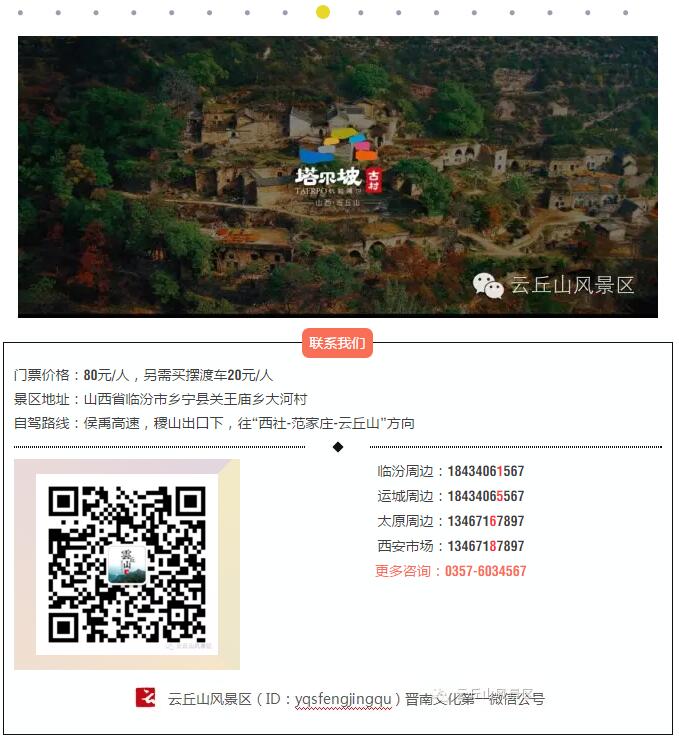 塔尔坡
古村
TAERPO
山西·云丘山
云丘山风景区
联系我们
门票价格：80元/人，另需买摆渡车20元/人
景区地址：山西省临汾市乡宁县关王庙乡大河村
自驾路线：侯禹高速，稷山出口下，往“西社-范家庄-云丘山”方向
临汾周边：18434061567
运城周边：18434065567
太原周边：13467167897
西安市场：13467187897
更多咨询：0357-6034567
云丘山风景区
云丘山风景区（ID：yqsfengjingqu）晋南文化第一微信公号
云丘山风景区